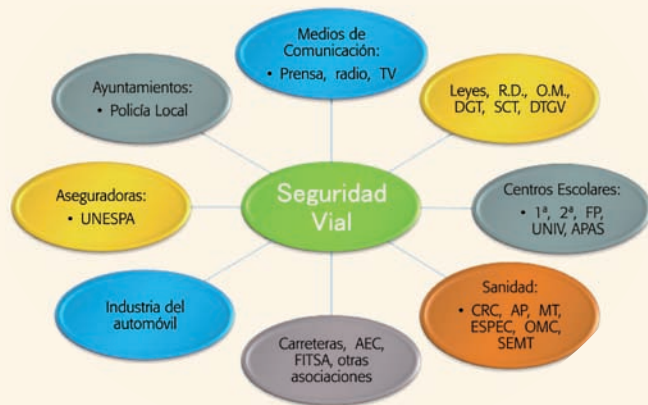 Medios de
Comunicación:
• Prensa, radio, TV
Ayuntamientos:
• Policía Local
Leyes, R.D., O.M.,
DGT, SCT, DTGV
Aseguradoras:
• UNESPA
Seguridad
Vial
Centros Escolares:
• 1ª, 2ª, FP,
UNIV, APAS
Industria del
automóvil
Sanidad:
• CRC, AP, MT,
ESPEC, OMC,
SEMT
Carreteras, AEC,
FITSA, otras
asociaciones